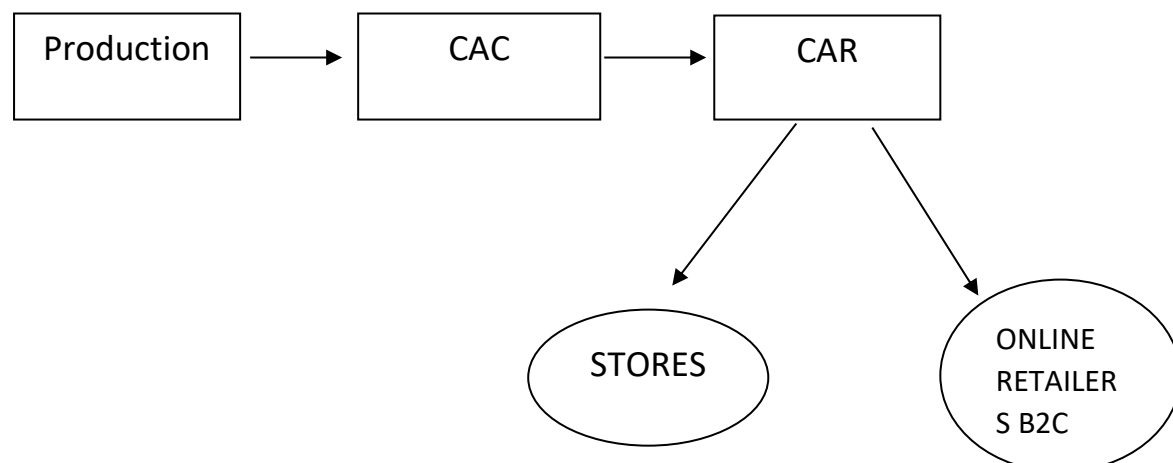 Production
CAC
CAR
STORES
ONLINE
RETAILER
S B2C